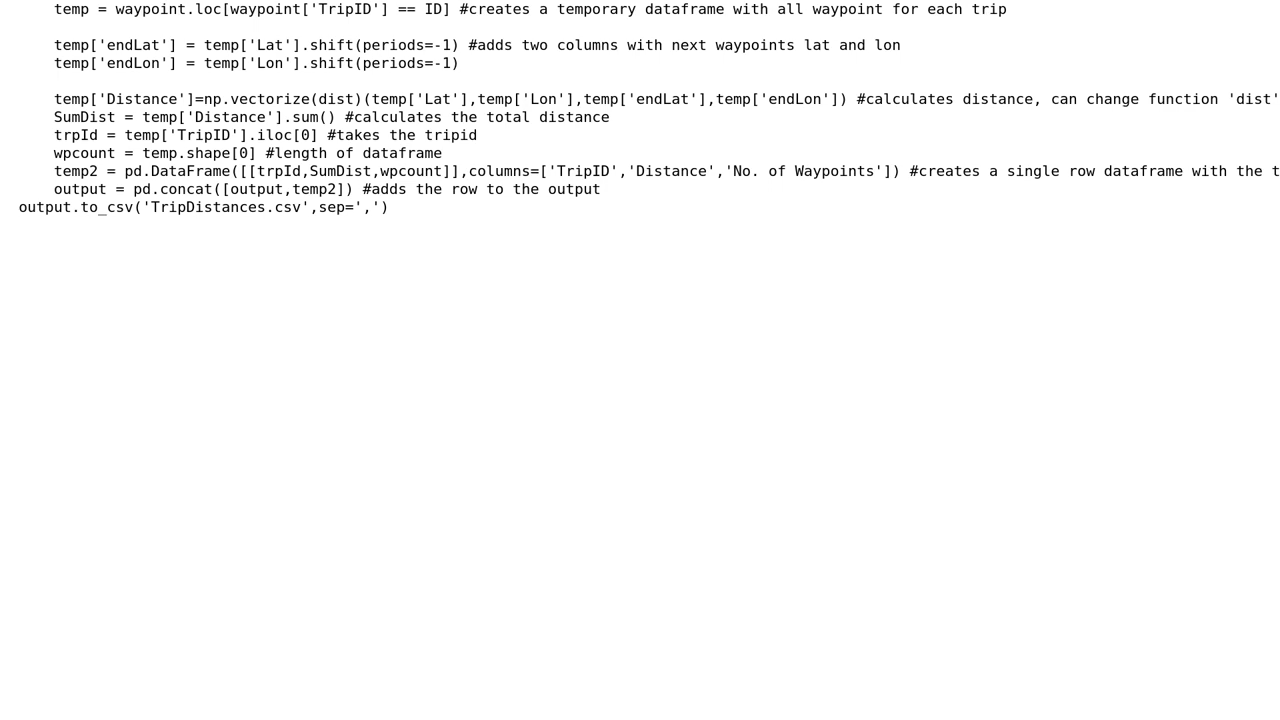 temp = waypoint.loc[waypoint['TripID'] == ID] #creates a temporary dataframe with all waypoint for each trip
temp['endLat'] = temp['Lat'].shift(periods=-1) #adds two columns with next waypoints lat and lon
temp['endLon'] = temp['Lon'].shift(periods=-1)
temp['Distance']=np.vectorize(dist)(temp['Lat'],temp['Lon'],temp['endLat'],temp['endLon']) #calculates distance, can change function 'dist'
SumDist = temp['Distance'].sum() #calculates the total distance
trpId = temp['TripID'].iloc[0] #takes the tripid
wpcount = temp.shape[0] #length of dataframe
temp2 = pd.DataFrame([[trpId,SumDist,wpcount]],columns=['TripID','Distance','No. of Waypoints']) #creates a single row dataframe with the t
output = pd.concat([output,temp2]) #adds the row to the output
output.to_csv('TripDistances.csv',sep=',')